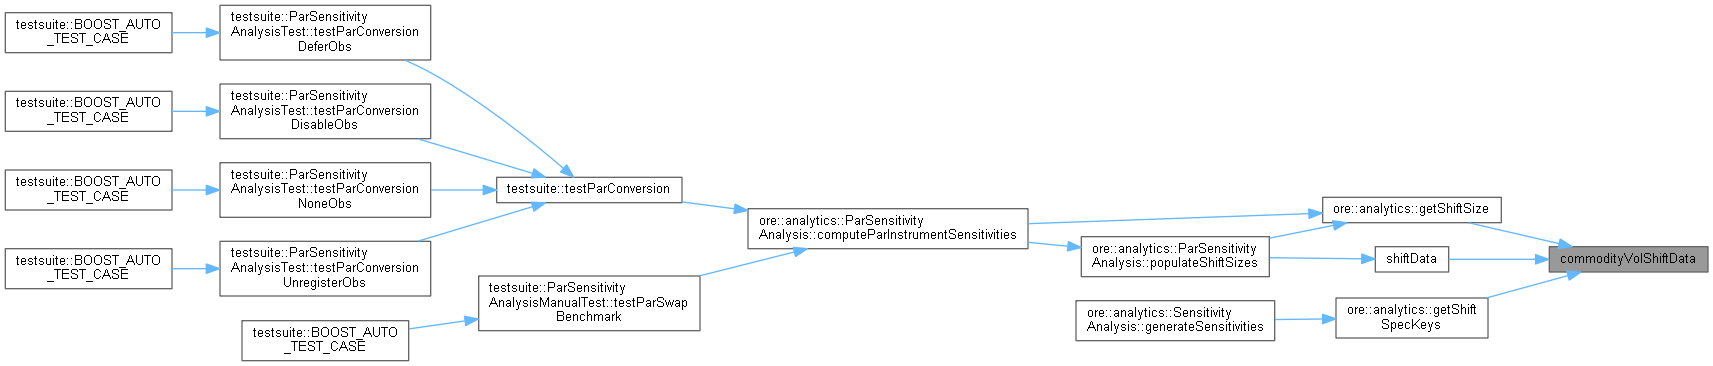 testsuite::BOOST_AUTO
_TEST_CASE
testsuite::ParSensitivity
AnalysisTest::testParConversion
DeferObs
testsuite::BOOST_AUTO
_TEST_CASE
testsuite::ParSensitivity
AnalysisTest::testParConversion
DisableObs
testsuite::BOOST_AUTO
_TEST_CASE
testsuite::ParSensitivity
AnalysisTest::testParConversion
NoneObs
testsuite::BOOST_AUTO
_TEST_CASE
testsuite::ParSensitivity
AnalysisTest::testParConversion
UnregisterObs
testsuite::BOOST_AUTO
_TEST_CASE
testsuite::testParConversion
testsuite::ParSensitivity
AnalysisManualTest::testParSwap
Benchmark
ore::analytics::ParSensitivity
Analysis::computeParInstrumentSensitivities
ore::analytics::ParSensitivity
Analysis::populateShiftSizes
ore::analytics::Sensitivity
Analysis::generateSensitivities
ore::analytics::getShiftSize
shiftData
ore::analytics::getShift
SpecKeys
commodityVolShiftData